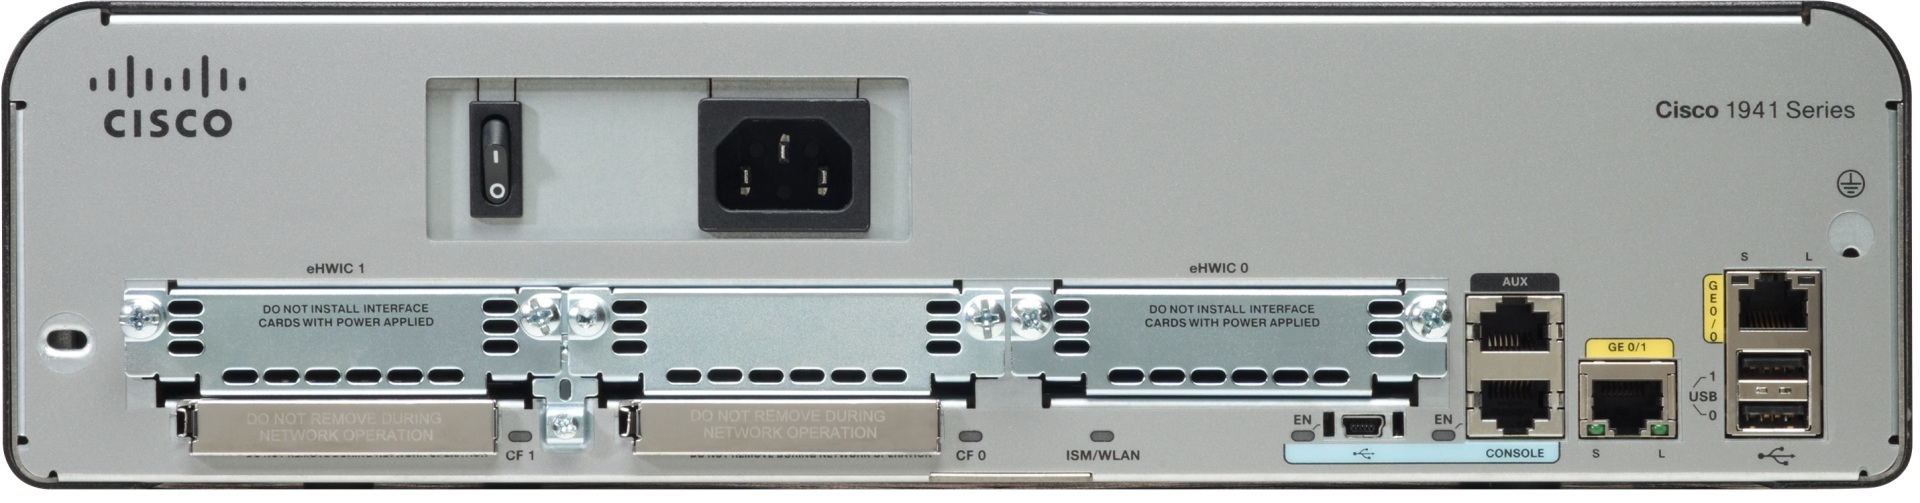 CISCO
Cisco 1941 Series
eHWIC 1
eHWIC 0
DO NOT INSTALL INTERFACE
CARDS WITH POWER APPLIED
DO NOT INSTALL INTERFACE
CARDS WITH POWER APPLIED
AUX
S L
GE0/0
GE 0/1
1
USB
0
DO NOT REMOVE DURING
NETWORK OPERATION
CF 1
DO NOT REMOVE DURING
NETWORK OPERATION
CF 0
ISM/WLAN
EN
EN
CONSOLE
S L